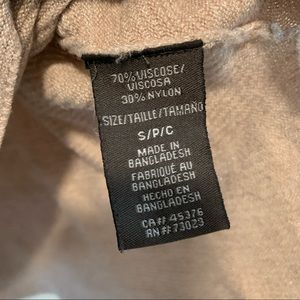 70% VISCOSE/
VISCOSA
30% NYLON
SIZE/TAILLE/TAMAÑO
S/P/C
MADE IN
BANGLADESH
FABRIQUÉ AU
BANGLADESH
HECHO EN
BANGLADESH
CA# 45376
RN# 73023